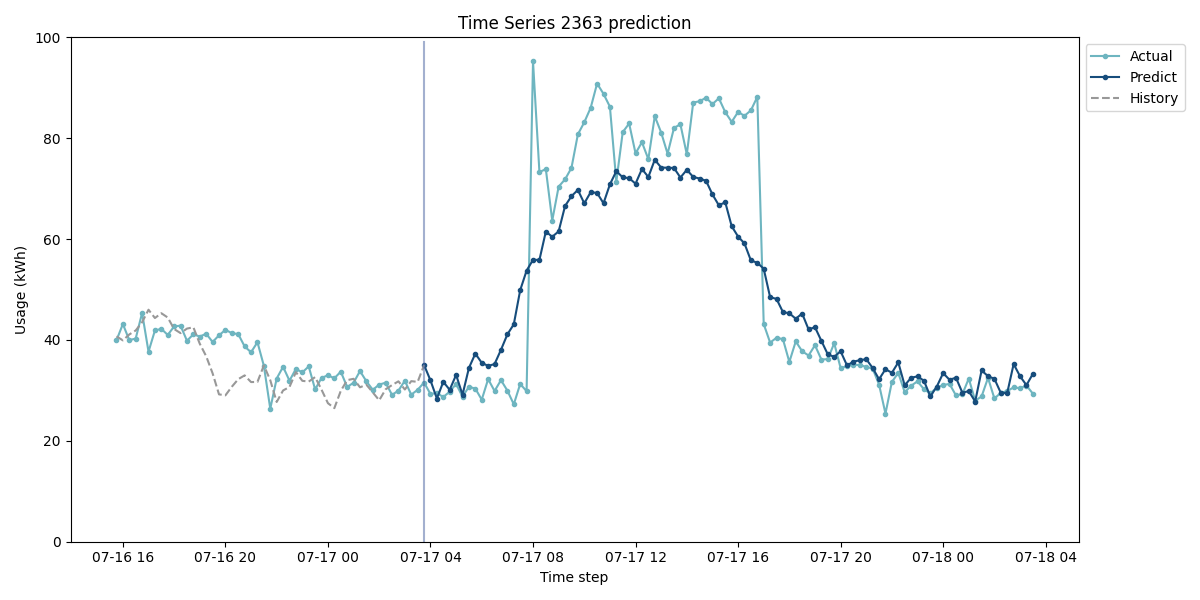 Time Series 2363 prediction
Usage (kWh)
100
80
60
40
20
0
07-16 16
07-16 20
07-17 00
07-17 04
07-17 08
07-17 12
07-17 16
07-17 20
07-18 00
07-18 04
Time step
Actual
Predict
History